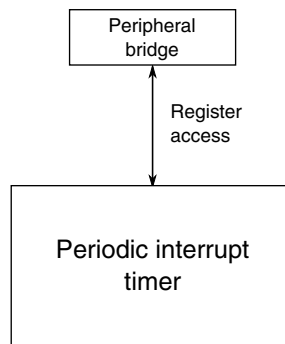 Peripheral
bridge
Register
access
Periodic interrupt
timer